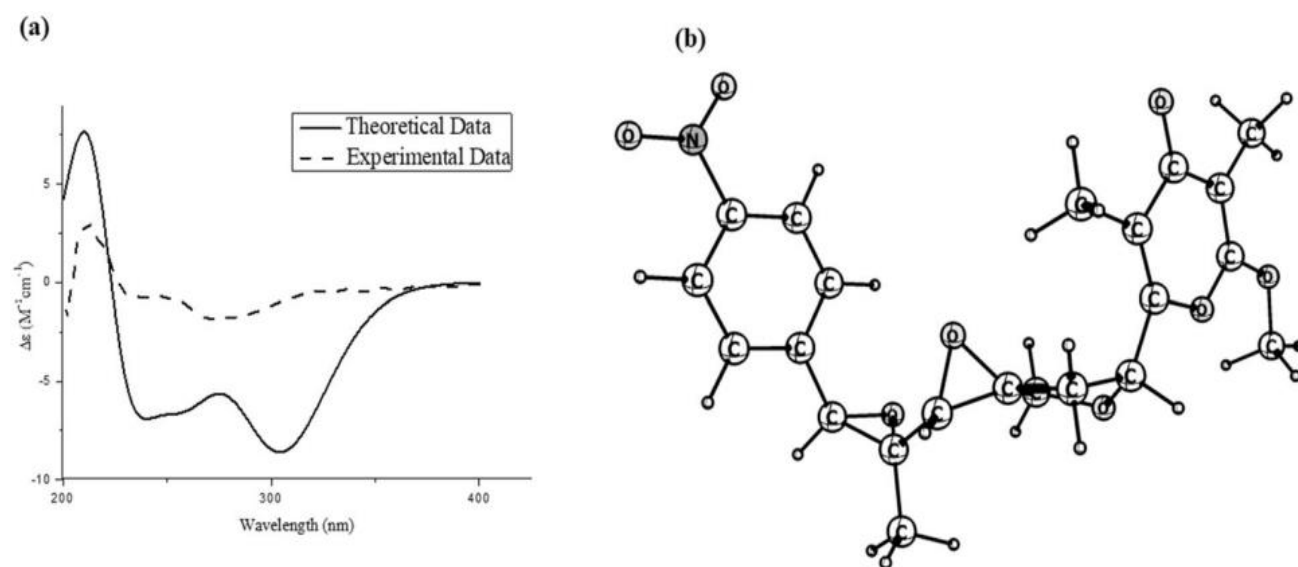 (a)
(b)
Theoretical Data
Experimental Data
5
0
-5
-10
200
300
400
Δε (M⁻¹cm⁻¹)
Wavelength (nm)
O
O
N
C
C
C
C
C
C
C
O
C
C
O
C
C
C
C
O
C
C
O
C
C
C
C
C
O
C
O
C